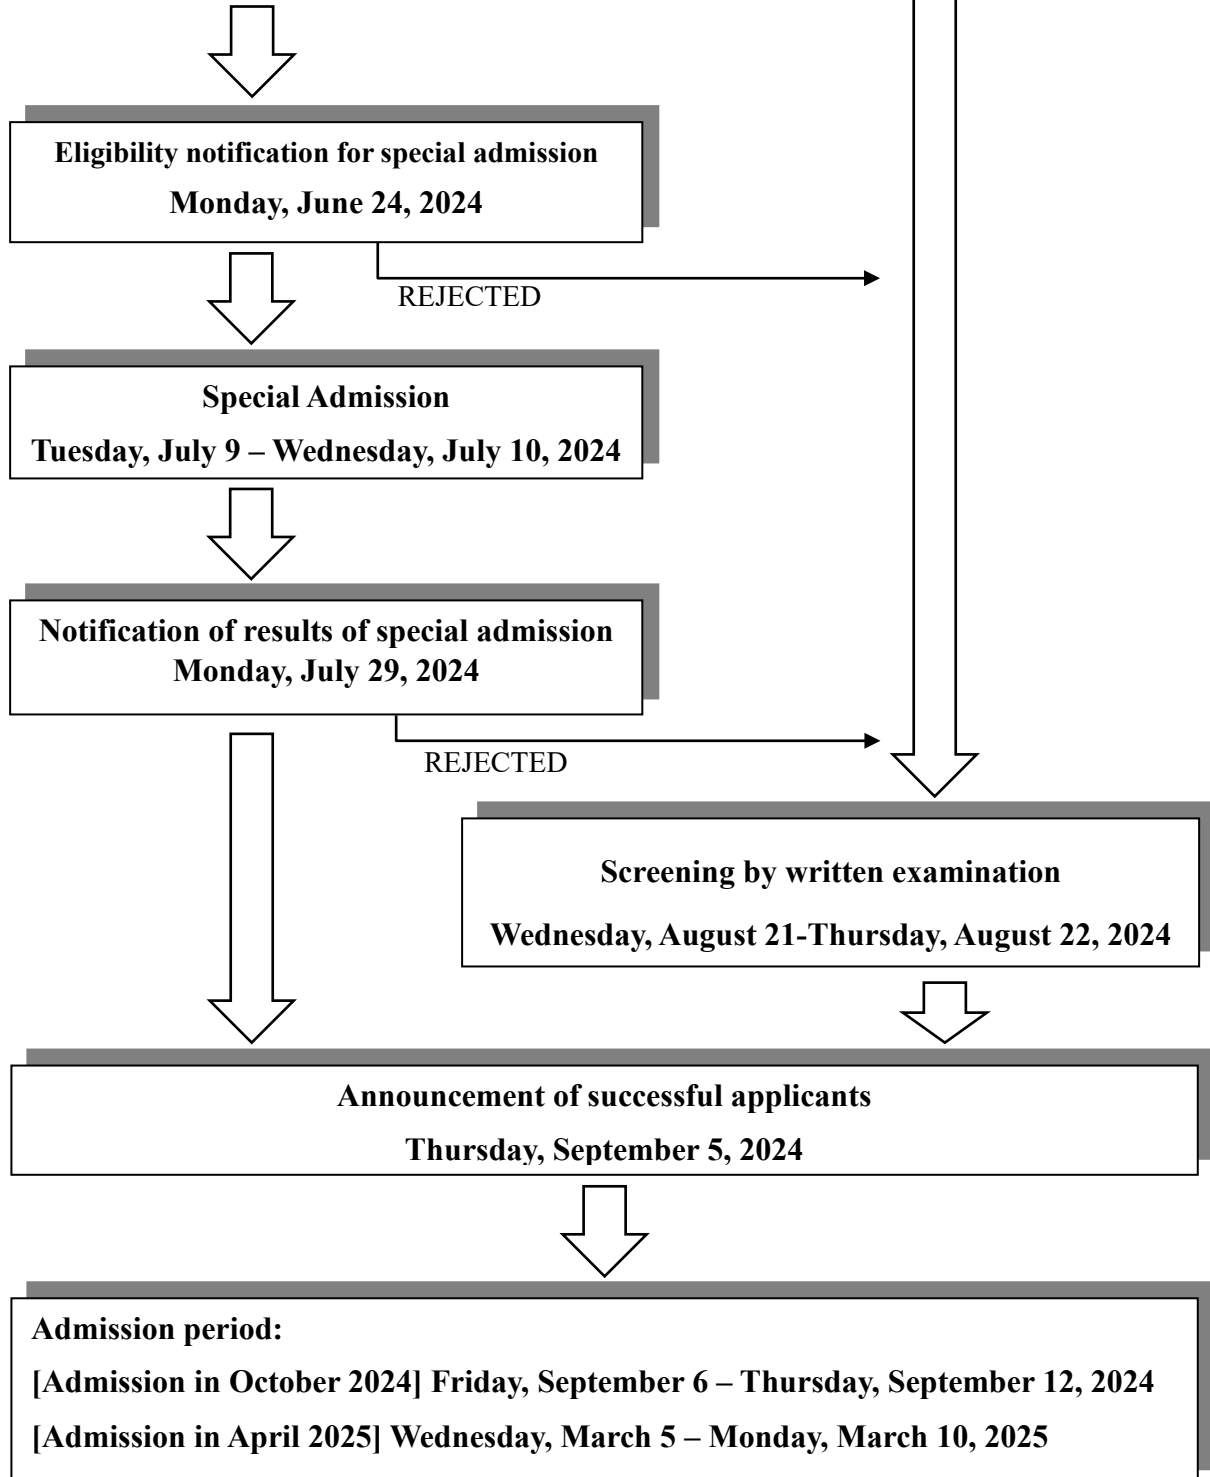 Eligibility notification for special admission
Monday, June 24, 2024
REJECTED
Special Admission
Tuesday, July 9 – Wednesday, July 10, 2024
Notification of results of special admission
Monday, July 29, 2024
REJECTED
Screening by written examination
Wednesday, August 21-Thursday, August 22, 2024
Announcement of successful applicants
Thursday, September 5, 2024
Admission period:
[Admission in October 2024] Friday, September 6 – Thursday, September 12, 2024
[Admission in April 2025] Wednesday, March 5 – Monday, March 10, 2025